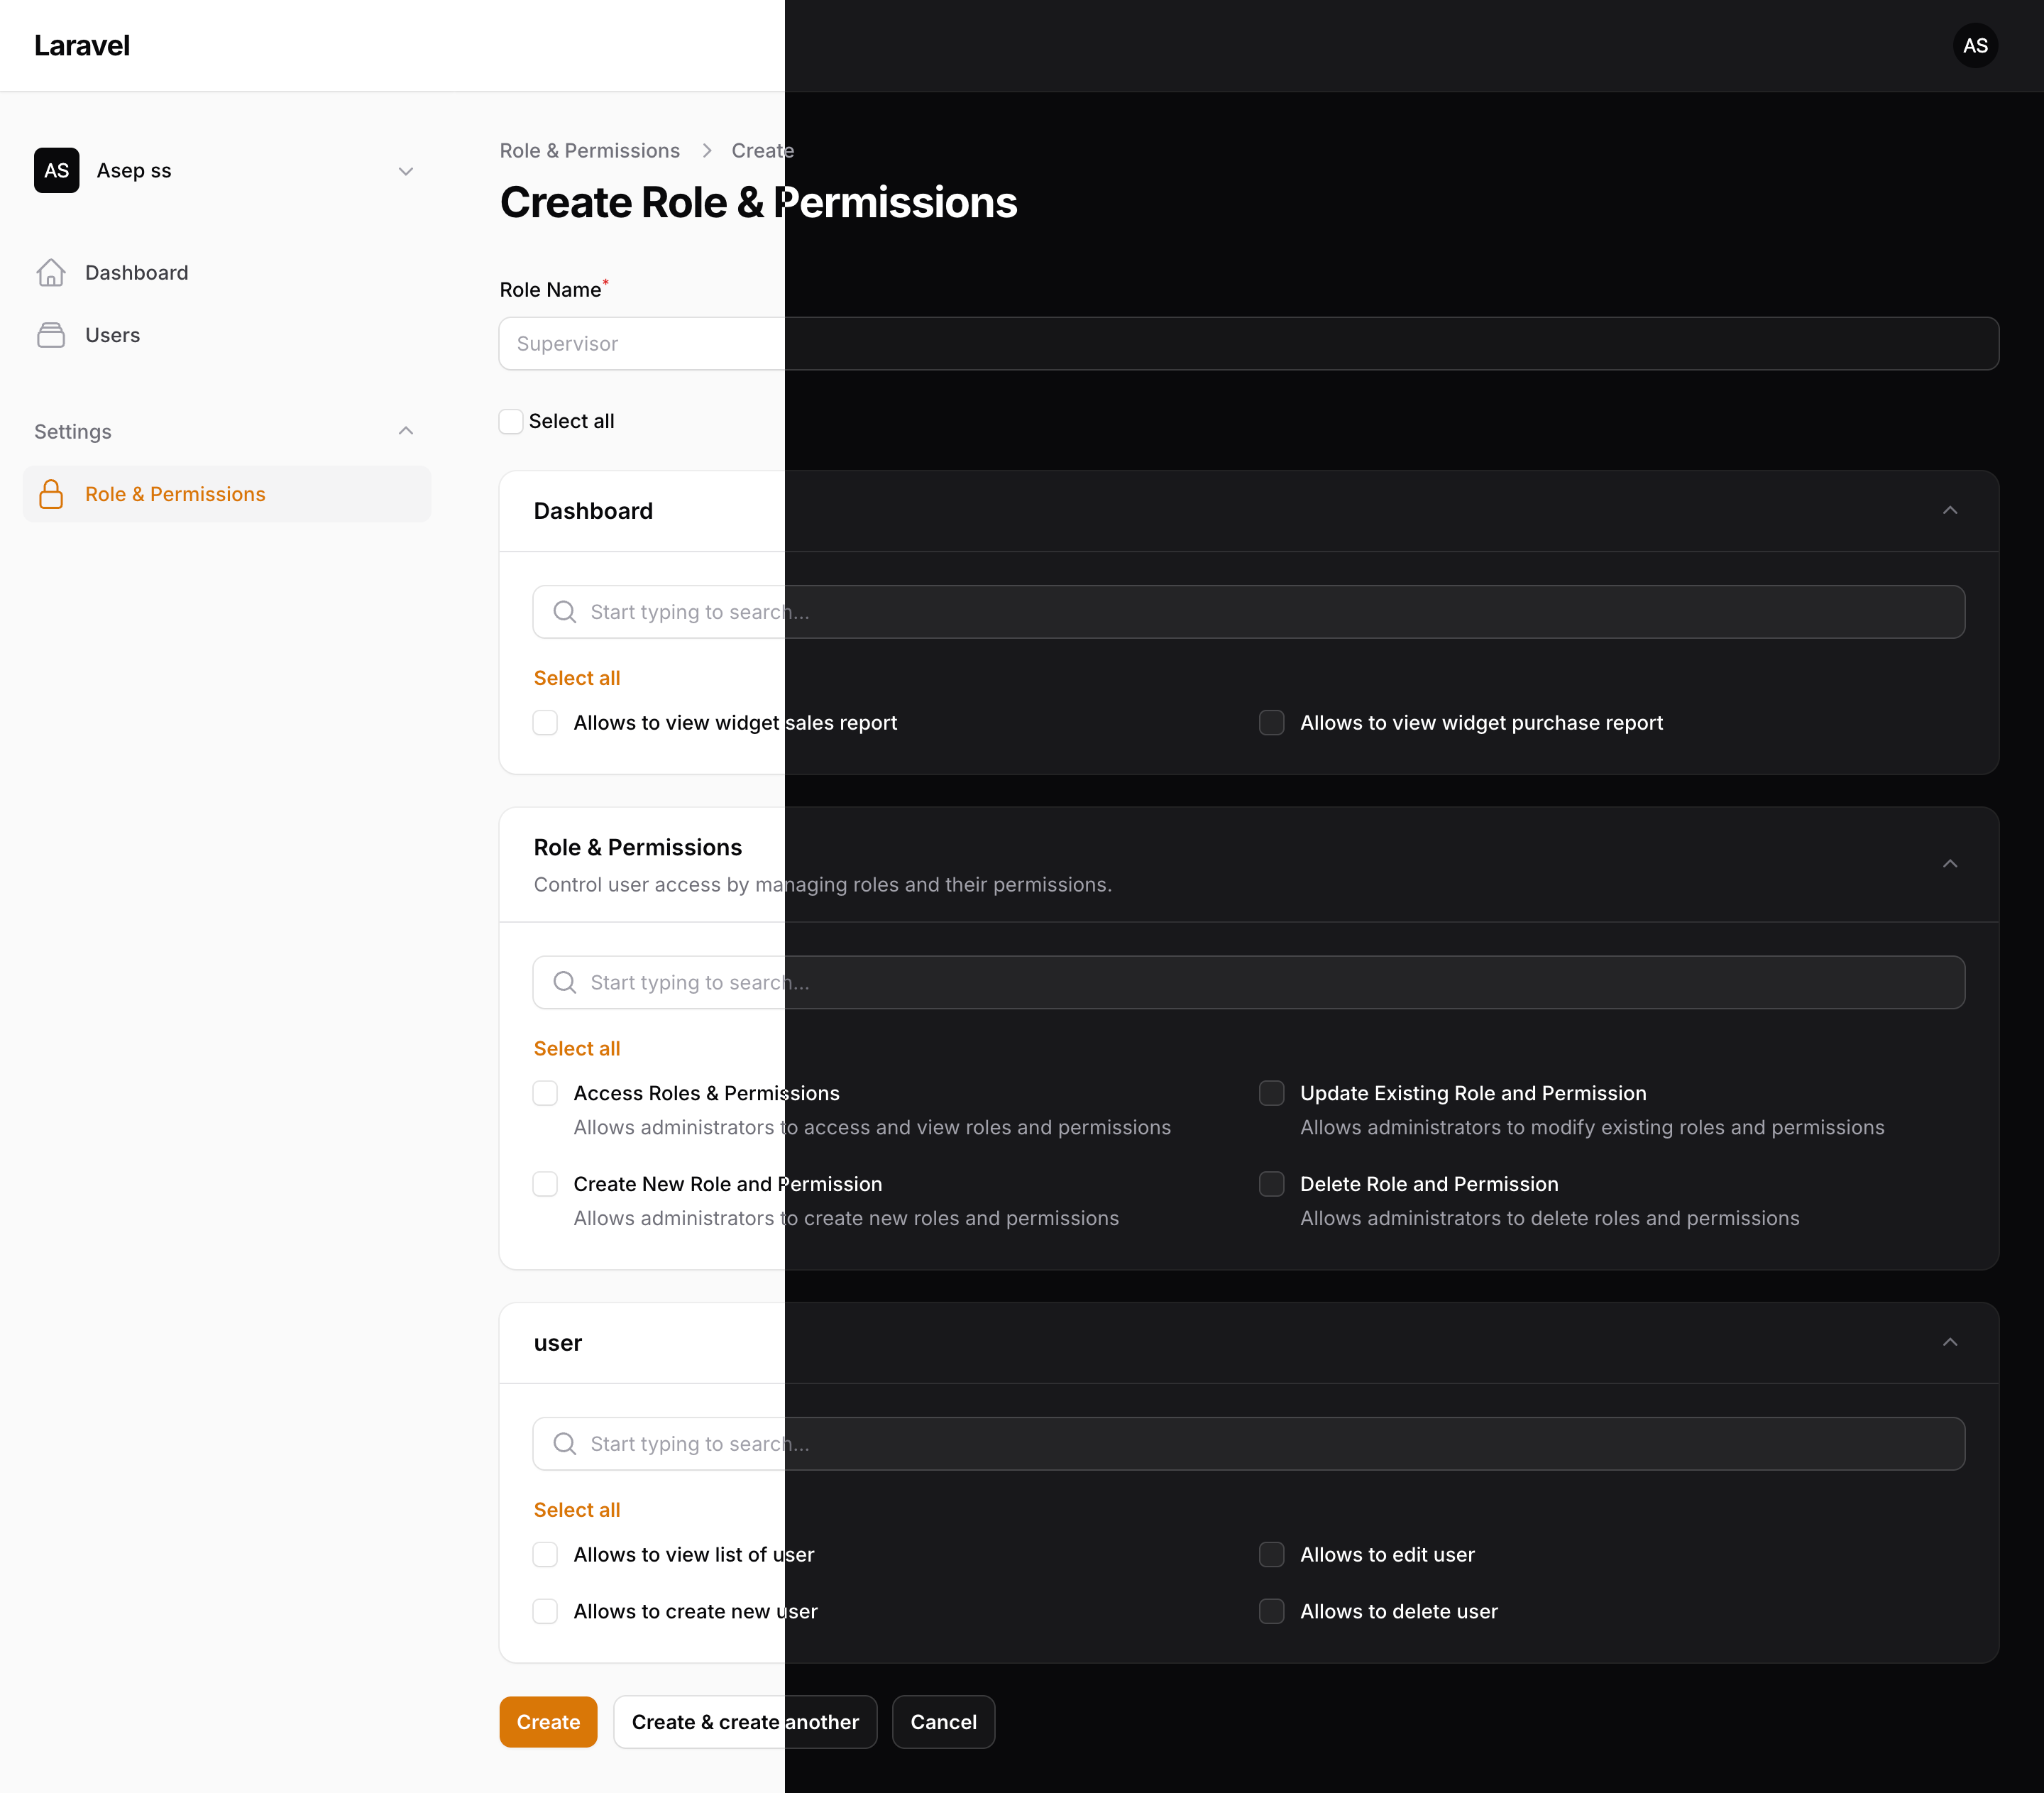 Laravel
AS
AS
Asep ss
Dashboard
Users
Settings
Role & Permissions
Role & Permissions > Create
Create Role & Permissions
Role Name*
Supervisor
Select all
Dashboard
Start typing to search...
Select all
Allows to view widget sales report
Allows to view widget purchase report
Role & Permissions
Control user access by managing roles and their permissions.
Start typing to search...
Select all
Access Roles & Permissions
Allows administrators to access and view roles and permissions
Update Existing Role and Permission
Allows administrators to modify existing roles and permissions
Create New Role and Permission
Allows administrators to create new roles and permissions
Delete Role and Permission
Allows administrators to delete roles and permissions
user
Start typing to search...
Select all
Allows to view list of user
Allows to edit user
Allows to create new user
Allows to delete user
Create
Create & create another
Cancel